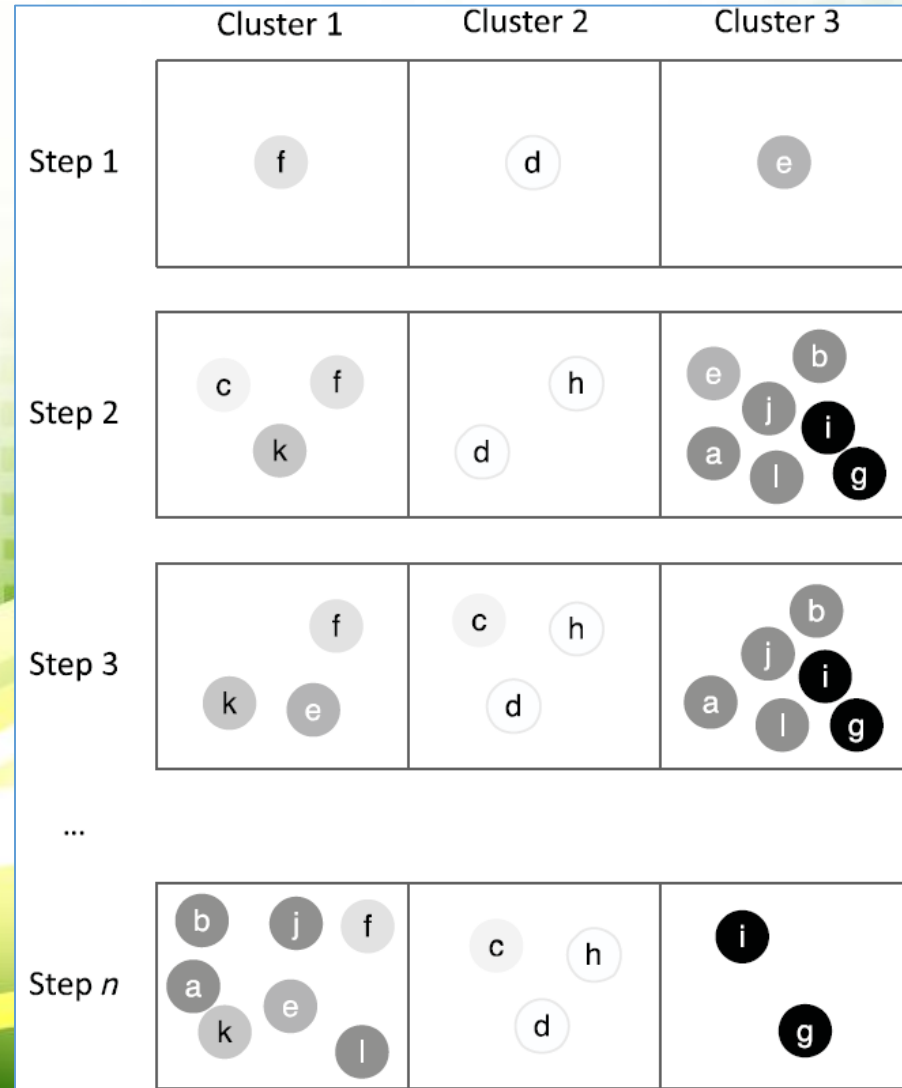 Cluster 1 Cluster 2 Cluster 3
Step 1
f d e
Step 2
c f k
h d
e b j i a l g
Step 3
f k e
c h d
b j i a l g
...
Step n
b j f a e k l
c h d
i g